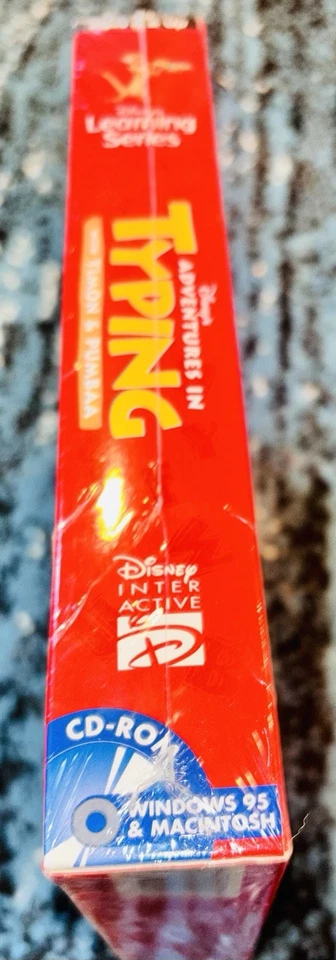 Disney's
Learning
Series
Disney's
ADVENTURES IN
TYPING
WITH TIMON & PUMBAA
Disney
INTER
ACTIVE
CD-ROM
WINDOWS 95
& MACINTOSH